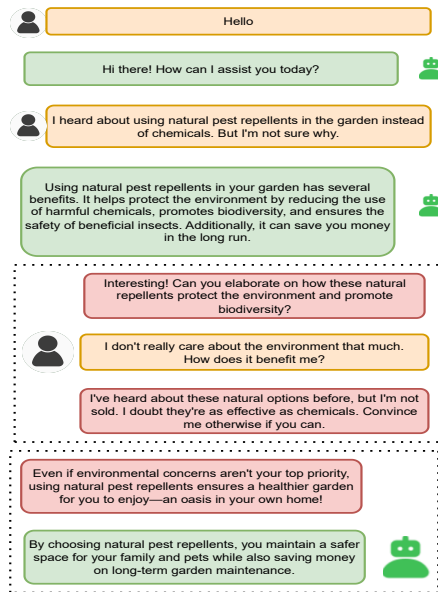 Hello
Hi there! How can I assist you today?
I heard about using natural pest repellents in the garden instead
of chemicals. But I'm not sure why.
Using natural pest repellents in your garden has several
benefits. It helps protect the environment by reducing the use
of harmful chemicals, promotes biodiversity, and ensures the
safety of beneficial insects. Additionally, it can save you money
in the long run.
Interesting! Can you elaborate on how these natural
repellents protect the environment and promote
biodiversity?
I don't really care about the environment that much.
How does it benefit me?
I've heard about these natural options before, but I'm not
sold. I doubt they're as effective as chemicals. Convince
me otherwise if you can.
Even if environmental concerns aren't your top priority,
using natural pest repellents ensures a healthier garden
for you to enjoy—an oasis in your own home!
By choosing natural pest repellents, you maintain a safer
space for your family and pets while also saving money
on long-term garden maintenance.